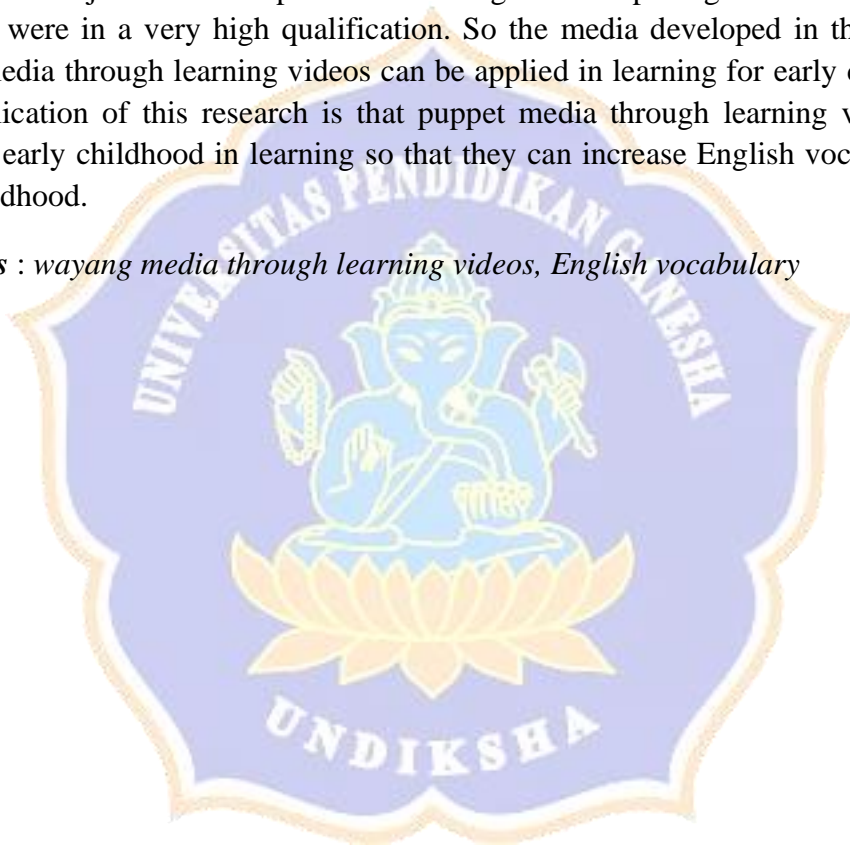 were in a very high qualification. So the media developed in th
nedia through learning videos can be applied in learning for early
lication of this research is that puppet media through learning v
early childhood in learning so that they can increase English voc
dhood.
s : wayang media through learning videos, English vocabulary
UNIVERSITAS PENDIDIKAN GANESHA
UNDIKSHA